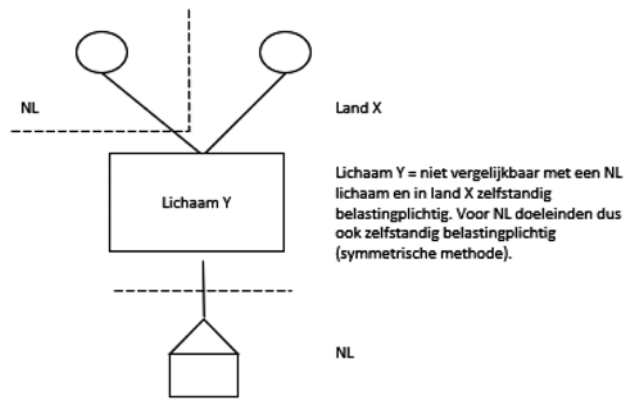 NL
Land X
Lichaam Y
Lichaam Y = niet vergelijkbaar met een NL
lichaam en in land X zelfstandig
belastingplichtig. Voor NL doeleinden dus
ook zelfstandig belastingplichtig
(symmetrische methode).
NL